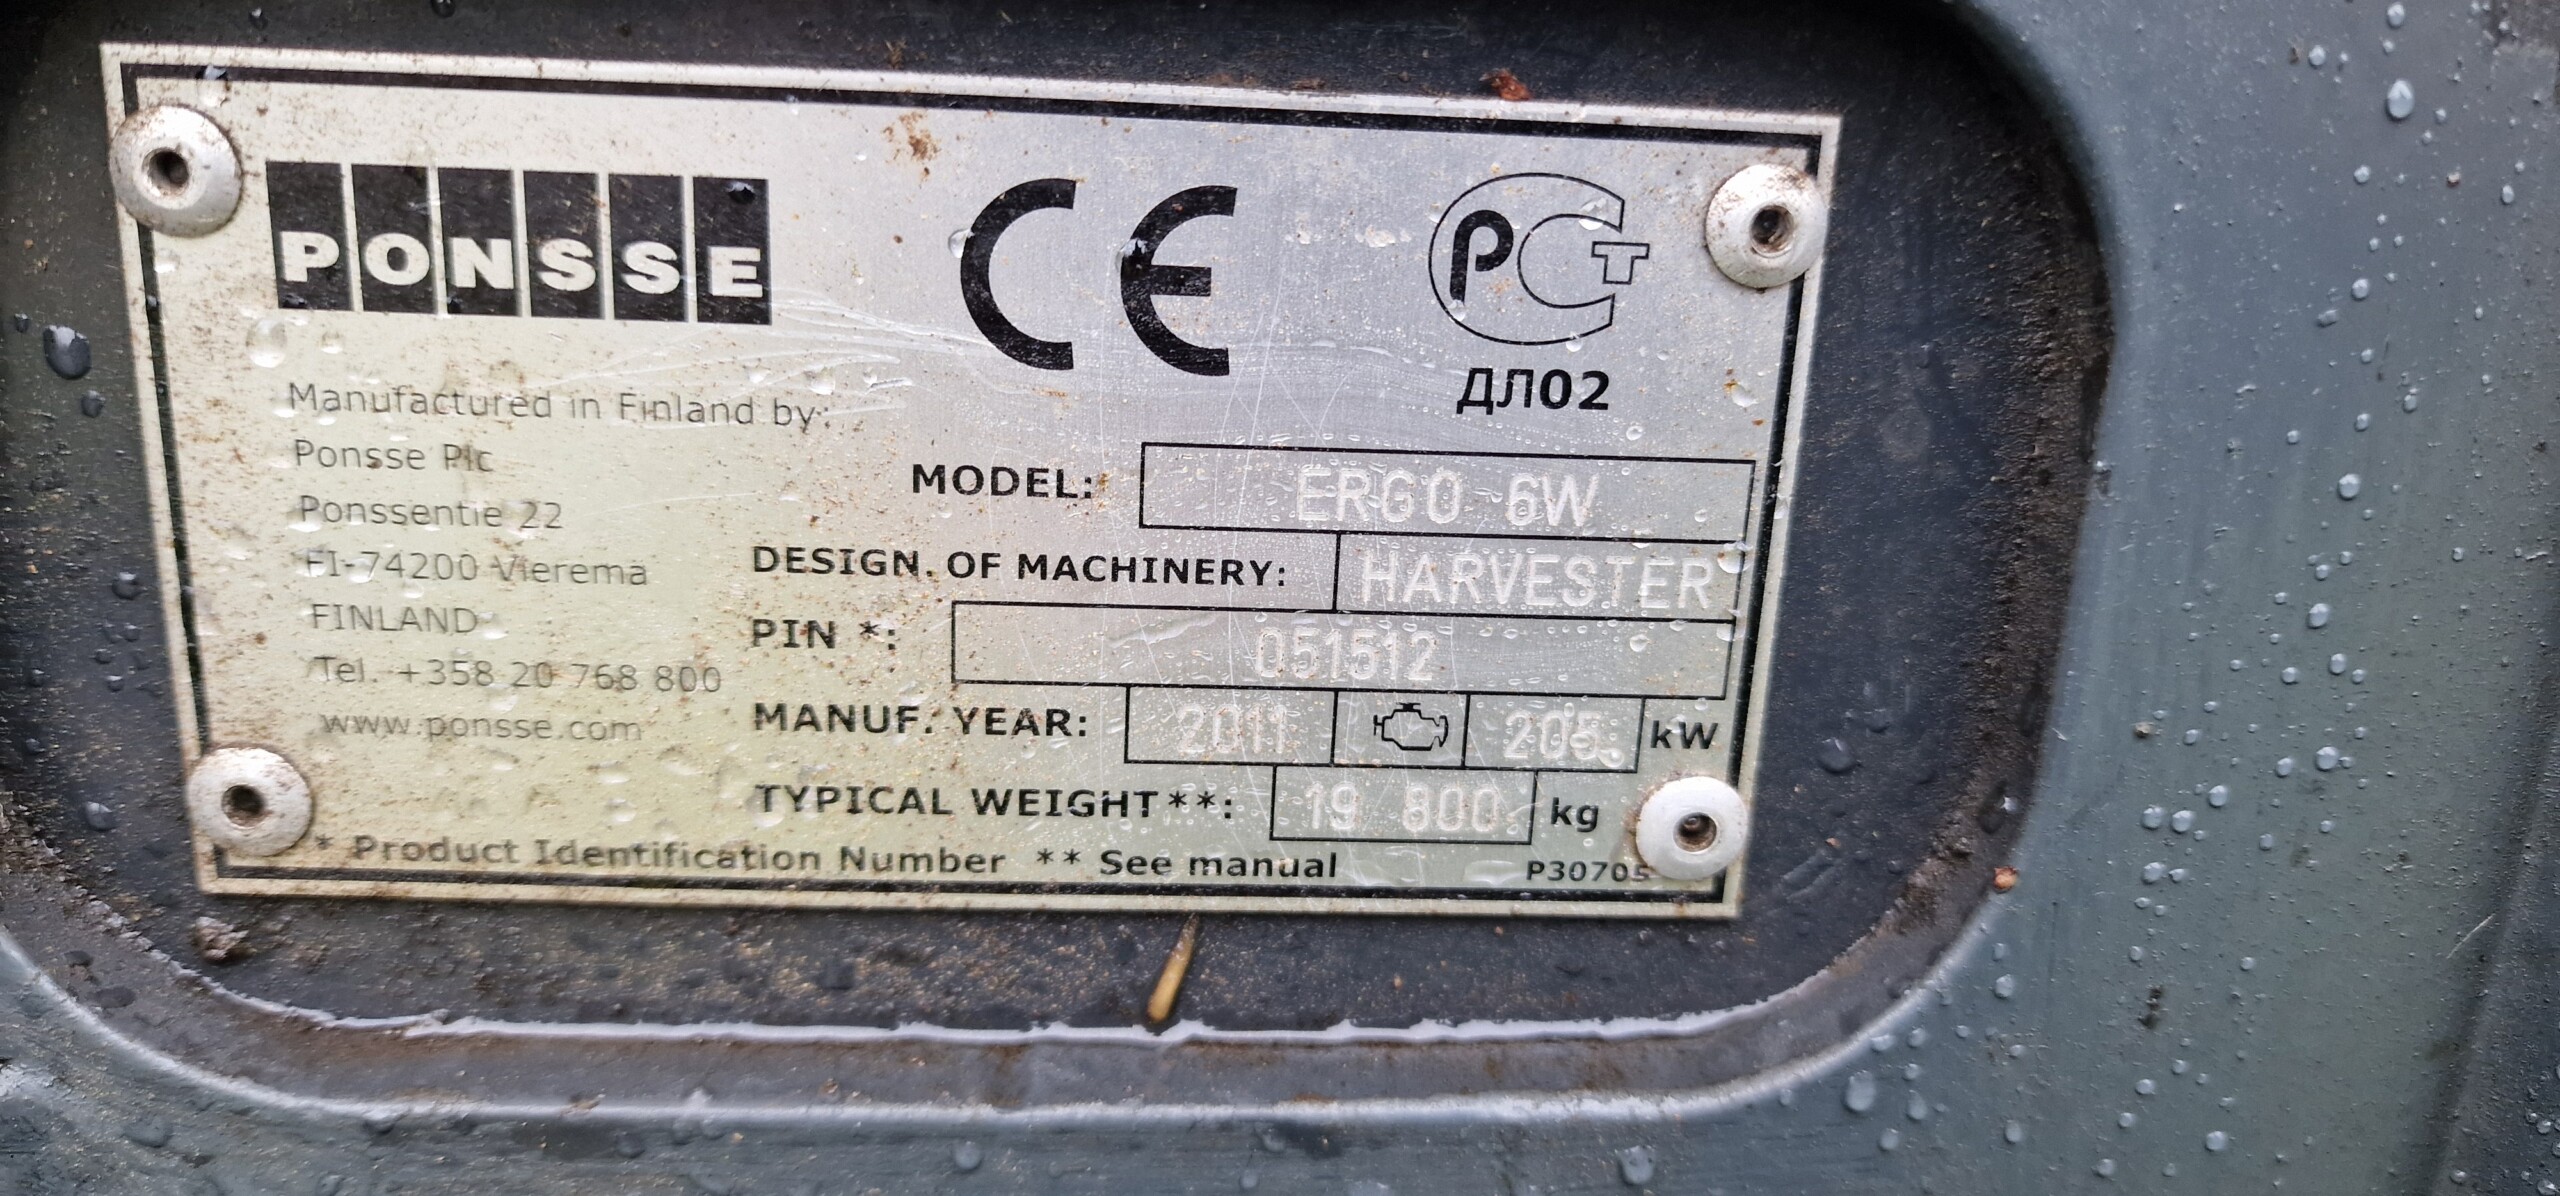 PONSSE
CE
PCT
ДЛ02
Manufactured in Finland by:
Ponsse Plc
Ponssentie 22
FI-74200 Vierema
FINLAND
Tel. +358 20 768 800
www.ponsse.com
MODEL: ERGO 6W
DESIGN. OF MACHINERY: HARVESTER
PIN *: 051512
MANUF. YEAR: 2011 205 kW
TYPICAL WEIGHT**: 19 800 kg
* Product Identification Number ** See manual P30705